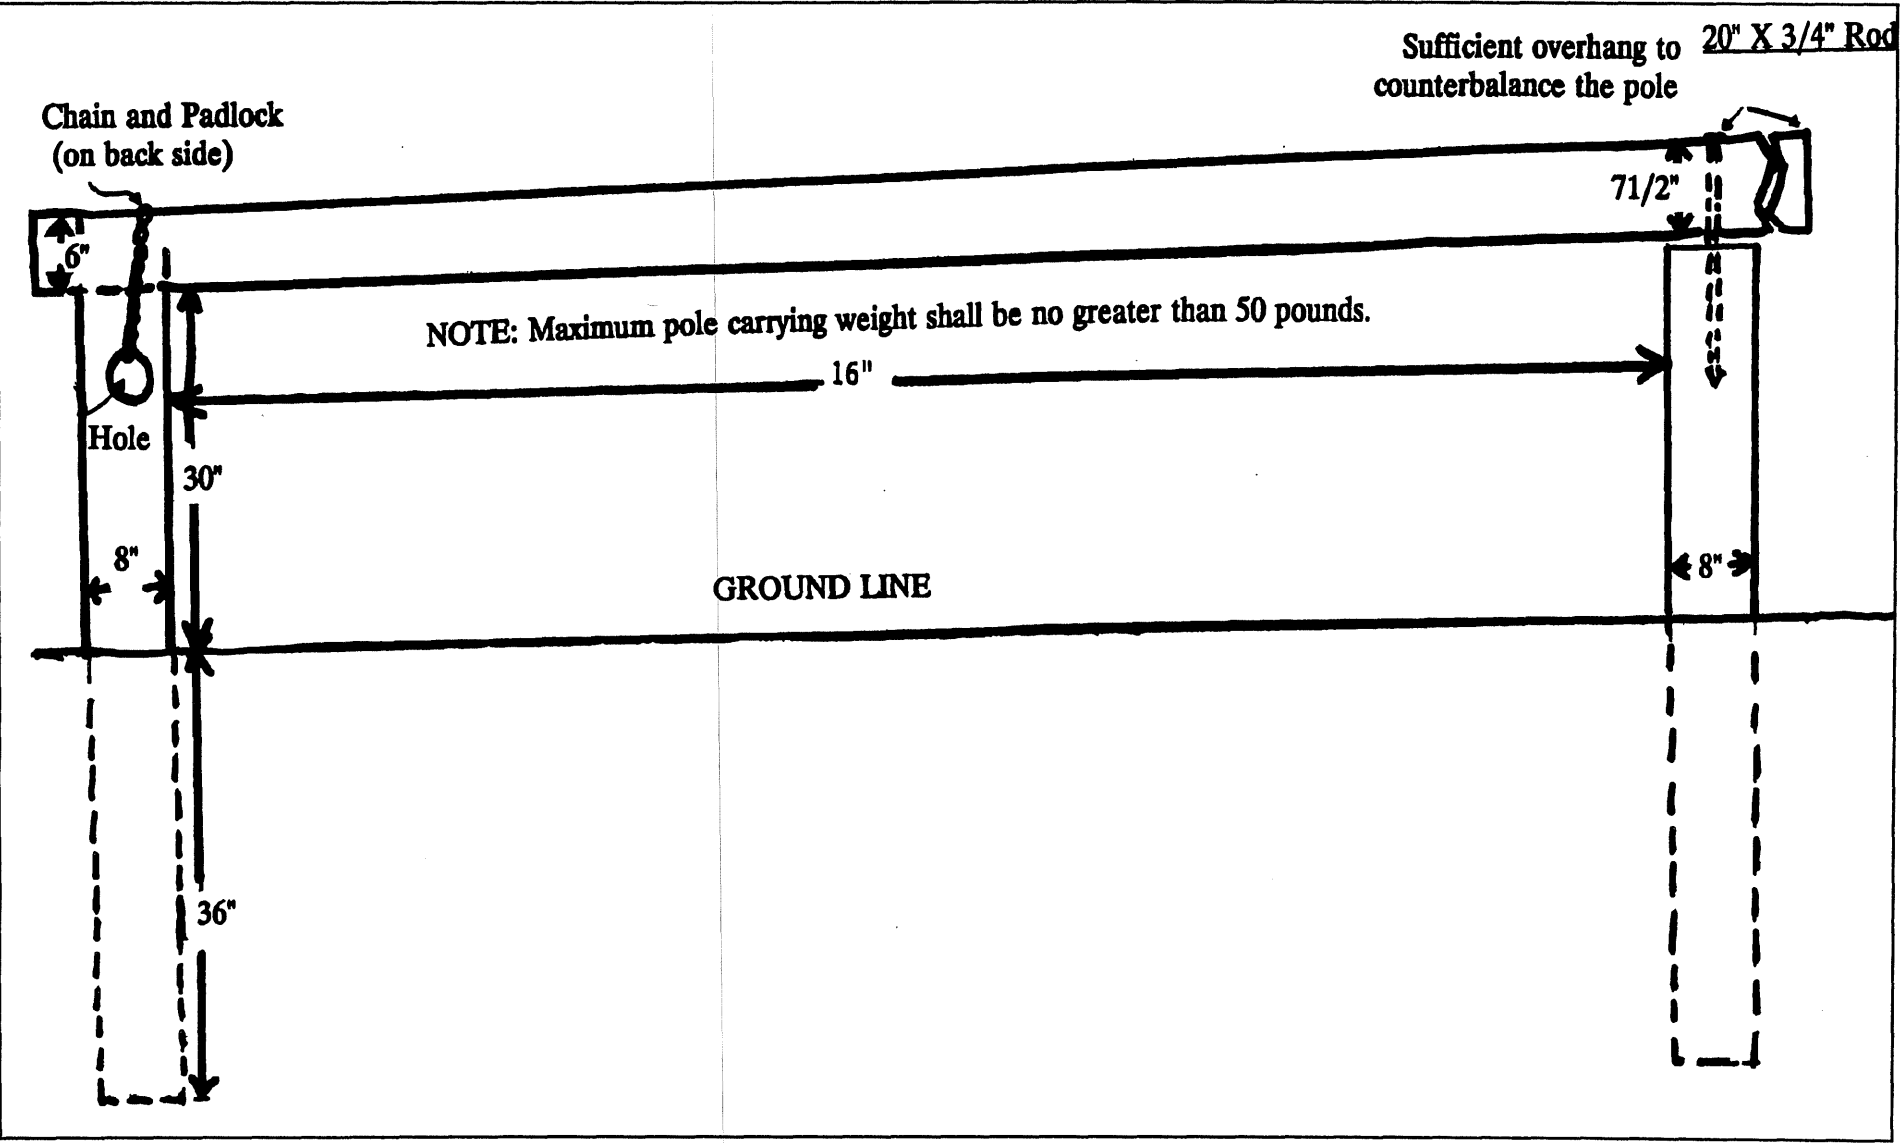 Sufficient overhang to
counterbalance the pole
20" X 3/4" Rod
Chain and Padlock
(on back side)
6"
71/2"
NOTE: Maximum pole carrying weight shall be no greater than 50 pounds.
16"
Hole
30"
8"
GROUND LINE
8"
36"